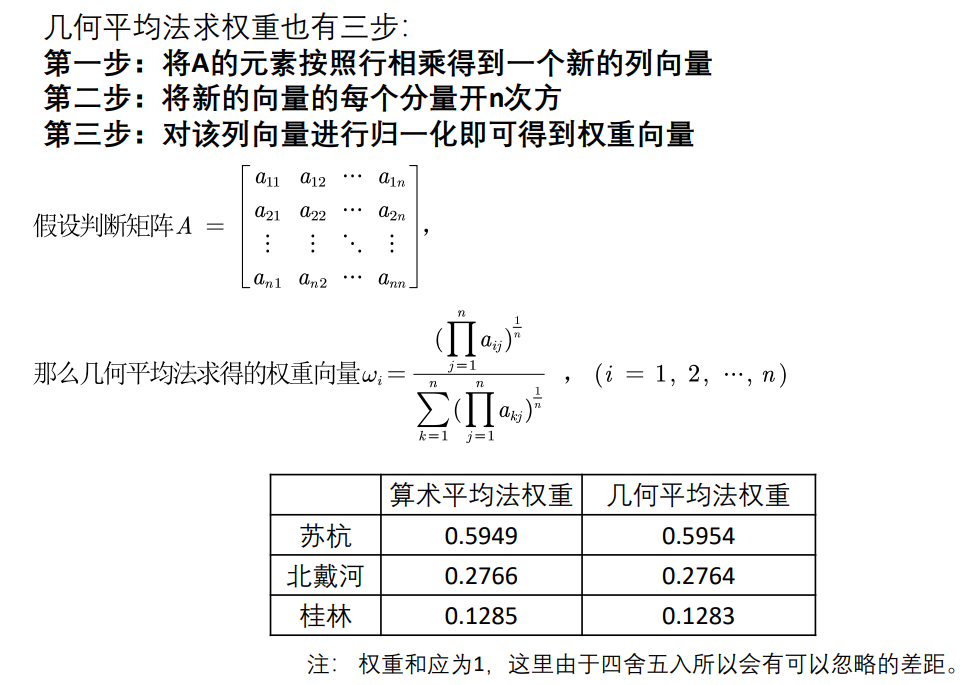 几何平均法求权重也有三步：
第一步：将A的元素按照行相乘得到一个新的列向量
第二步：将新的向量的每个分量开n次方
第三步：对该列向量进行归一化即可得到权重向量
假设判断矩阵 $A = \begin{bmatrix} a_{11} & a_{12} & \cdots & a_{1n} \\ a_{21} & a_{22} & \cdots & a_{2n} \\ \vdots & \vdots & \ddots & \vdots \\ a_{n1} & a_{n2} & \cdots & a_{nn} \end{bmatrix}$，
那么几何平均法求得的权重向量 $\omega_i = \frac{(\prod_{j=1}^{n} a_{ij})^{\frac{1}{n}}}{\sum_{k=1}^{n} (\prod_{j=1}^{n} a_{kj})^{\frac{1}{n}}}$ ，$(i = 1, 2, \cdots, n)$
算术平均法权重 几何平均法权重
苏杭 0.5949 0.5954
北戴河 0.2766 0.2764
桂林 0.1285 0.1283
注： 权重和应为1，这里由于四舍五入所以会有可以忽略的差距。